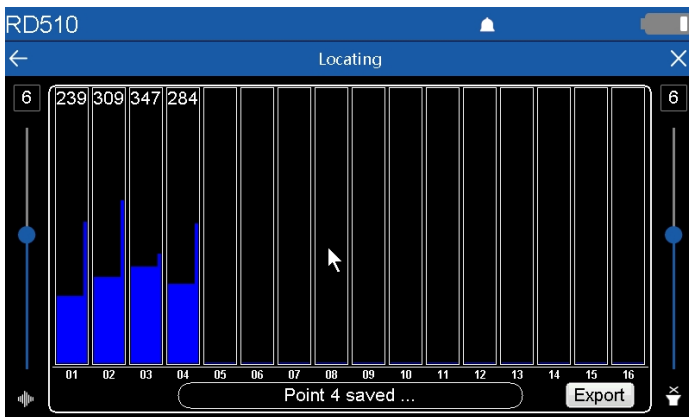 RD510
Locating
6
6
239 309 347 284
01 02 03 04 05 06 07 08 09 10 11 12 13 14 15 16
Point 4 saved ...
Export